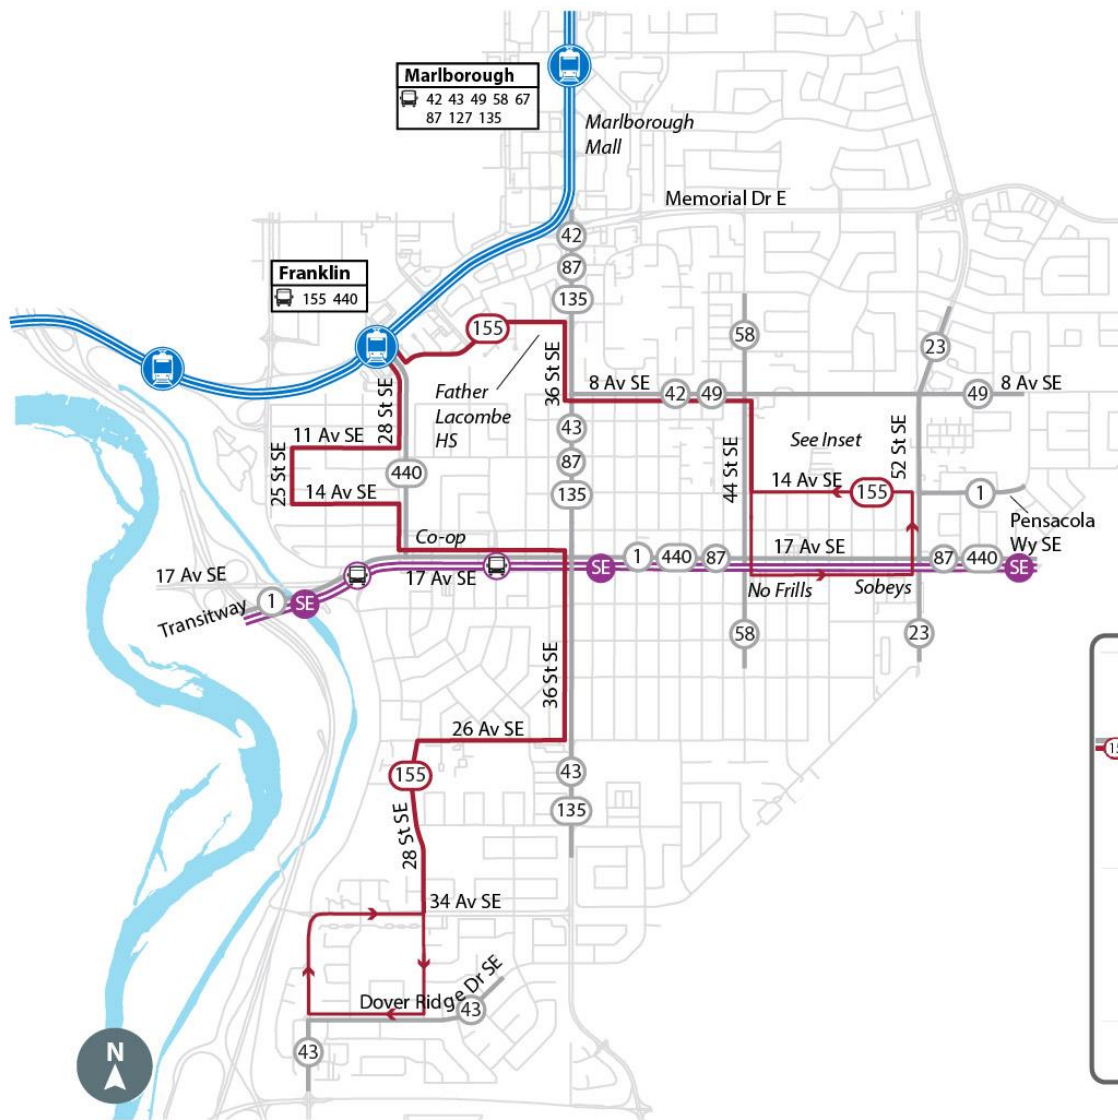 Marlborough
42 43 49 58 67
87 127 135
Marlborough
Mall
Memorial Dr E
42
87
135
Franklin
155 440
155
58
23
36 St SE
8 Av SE
42
49
49
8 Av SE
Father
Lacombe
HS
28 St SE
11 Av SE
25 St SE
14 Av SE
440
43
87
135
See Inset
44 St SE
52 St SE
14 Av SE
155
1
Pensacola
Wy SE
Co-op
17 Av SE
17 Av SE
SE
1
440
87
17 Av SE
87
440
SE
No Frills
Sobeys
Transitway
1
SE
58
23
36 St SE
26 Av SE
155
43
135
28 St SE
34 Av SE
Dover Ridge Dr SE
43
43
N